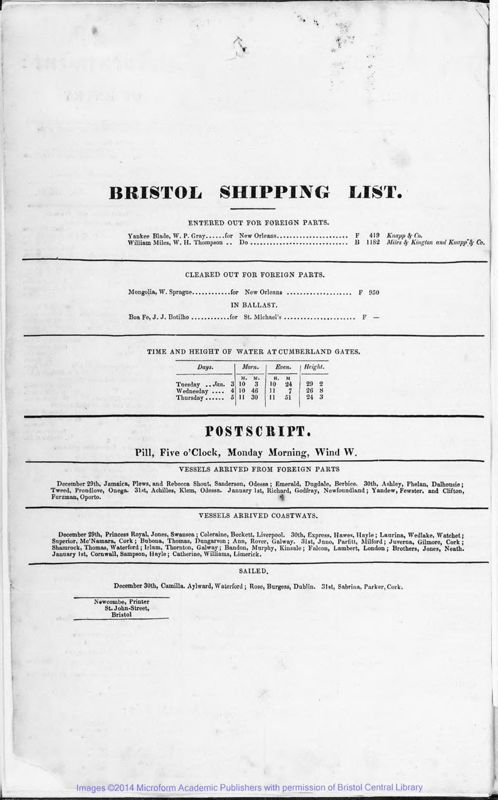 BRISTOL SHIPPING LIST.
ENTERED OUT FOR FOREIGN PARTS.
Yankee Blade, W. P. Gray......for New Orleans...................... F 419 Knapp & Co.
William Miles, W. H. Thompson .. Do .............................. B 1182 Miles & Kington and Knapp & Co.
CLEARED OUT FOR FOREIGN PARTS.
Mongolia, W. Sprague............for New Orleans .................... F 950
IN BALLAST.
Boa Fe, J. J. Botilho ............for St. Michael's ...................... F —
TIME AND HEIGHT OF WATER AT CUMBERLAND GATES.
Days. Morn. Even. Height.
H. M. H. M
Tuesday ..Jan. 3 10 3 10 24 29 2
Wednesday .... 4 10 46 11 7 26 8
Thursday ...... 5 11 30 11 51 24 3
POSTSCRIPT.
Pill, Five o'Clock, Monday Morning, Wind W.
VESSELS ARRIVED FROM FOREIGN PARTS
December 29th, Jamaica, Plews, and Rebecca Shout, Sanderson, Odessa; Emerald, Dugdale, Berbice. 30th, Ashley, Phelan, Dalhousie;
Tweed, Proudlove, Onega. 31st, Achilles, Klem, Odessa. January 1st, Richard, Godfray, Newfoundland; Yandew, Fewster, and Clifton,
Furzman, Oporto.
VESSELS ARRIVED COASTWAYS.
December 29th, Princess Royal, Jones, Swansea; Coleraine, Beckett, Liverpool. 30th, Express, Hawes, Hayle; Laurina, Wedlake, Watchet;
Superior, Mc'Namara, Cork; Bubona, Thomas, Dungarvon; Ann, Rover, Galway. 31st, Juno, Parfitt, Milford; Juverna, Gilmore, Cork;
Shamrock, Thomas, Waterford; Irlam, Thornton, Galway; Bandon, Murphy, Kinsale; Falcon, Lambert, London; Brothers, Jones, Neath.
January 1st, Cornwall, Sampson, Hayle; Catherine, Williams, Limerick.
SAILED.
December 30th, Camilla. Aylward, Waterford; Rose, Burgess, Dublin. 31st, Sabrina, Parker, Cork.
Newcombe, Printer
St. John-Street,
Bristol
Images ©2014 Microform Academic Publishers with permission of Bristol Central Library